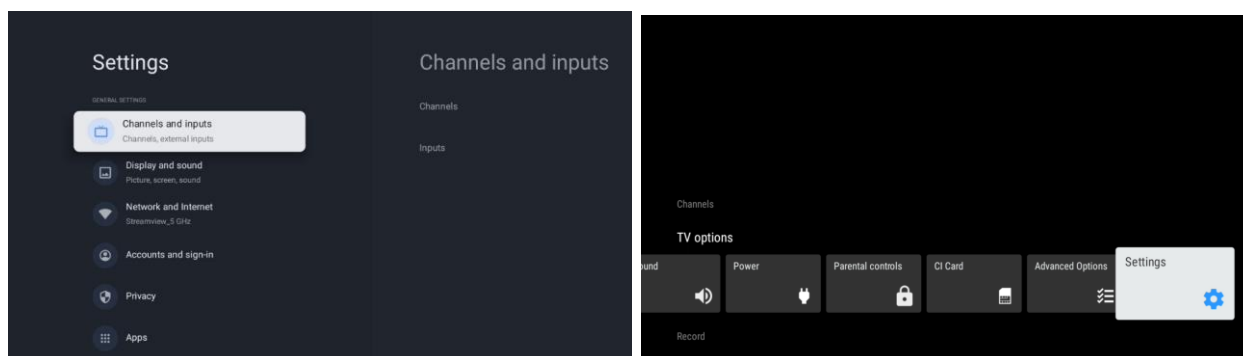 Settings
GENERAL SETTINGS
Channels and inputs
Channels, external inputs
Display and sound
Picture, screen, sound
Network and Internet
Streamview_5 GHz
Accounts and sign-in
Privacy
Apps
Channels and inputs
Channels
Inputs
Channels
TV options
ound
Power
Parental controls
CI Card
Advanced Options
Settings
Record